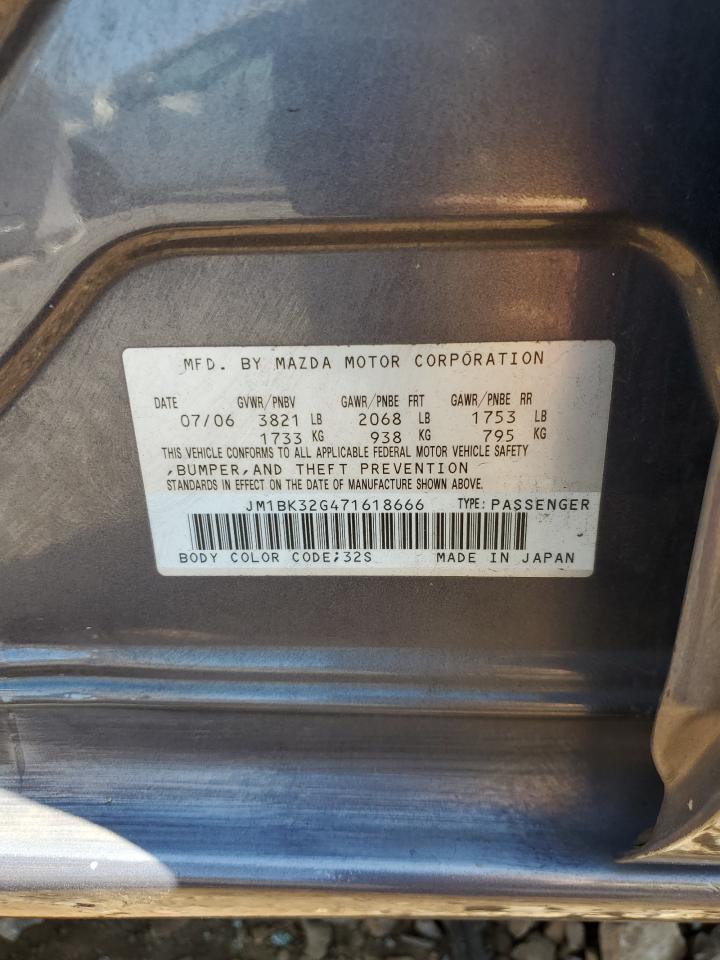 MFD. BY MAZDA MOTOR CORPORATION
DATE GVWR/PNBV GAWR/PNBE FRT GAWR/PNBE RR
07/06 3821 LB 2068 LB 1753 LB
1733 KG 938 KG 795 KG
THIS VEHICLE CONFORMS TO ALL APPLICABLE FEDERAL MOTOR VEHICLE SAFETY
,BUMPER,AND THEFT PREVENTION
STANDARDS IN EFFECT ON THE DATE OF MANUFACTURE SHOWN ABOVE.
JM1BK32G471618666 TYPE:PASSENGER
BODY COLOR CODE;32S MADE IN JAPAN